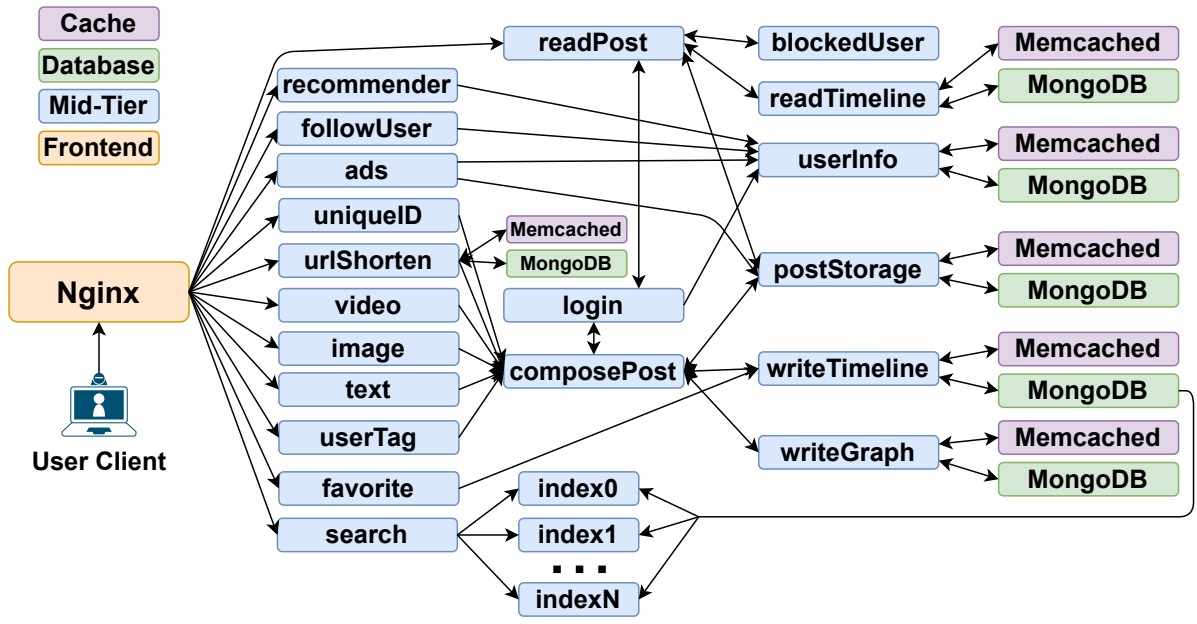 Cache
Database
Mid-Tier
Frontend
Nginx
User Client
recommender
followUser
ads
uniqueID
urlShorten
video
image
text
userTag
favorite
search
readPost
Memcached
MongoDB
login
composePost
index0
index1
...
indexN
blockedUser
readTimeline
userInfo
postStorage
writeTimeline
writeGraph
Memcached
MongoDB
Memcached
MongoDB
Memcached
MongoDB
Memcached
MongoDB
Memcached
MongoDB